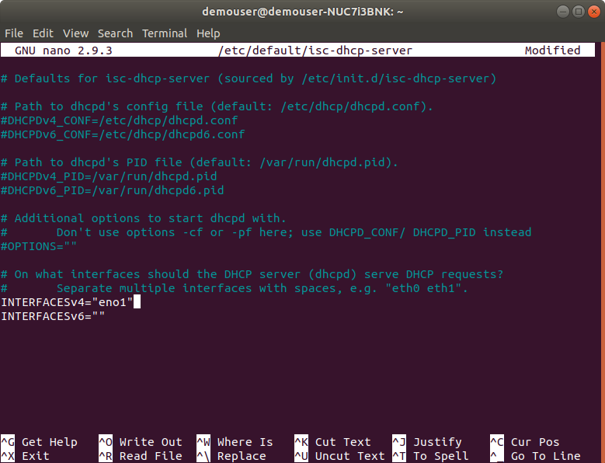 demouser@demouser-NUC7i3BNK: ~
File Edit View Search Terminal Help
GNU nano 2.9.3 /etc/default/isc-dhcp-server Modified
# Defaults for isc-dhcp-server (sourced by /etc/init.d/isc-dhcp-server)
# Path to dhcpd's config file (default: /etc/dhcp/dhcpd.conf).
#DHCPDv4_CONF=/etc/dhcp/dhcpd.conf
#DHCPDv6_CONF=/etc/dhcp/dhcpd6.conf
# Path to dhcpd's PID file (default: /var/run/dhcpd.pid).
#DHCPDv4_PID=/var/run/dhcpd.pid
#DHCPDv6_PID=/var/run/dhcpd6.pid
# Additional options to start dhcpd with.
#       Don't use options -cf or -pf here; use DHCPD_CONF/ DHCPD_PID instead
#OPTIONS=""
# On what interfaces should the DHCP server (dhcpd) serve DHCP requests?
#       Separate multiple interfaces with spaces, e.g. "eth0 eth1".
INTERFACESv4="eno1"
INTERFACESv6=""
^G Get Help ^O Write Out ^W Where Is ^K Cut Text ^J Justify ^C Cur Pos
^X Exit ^R Read File ^\ Replace ^U Uncut Text ^T To Spell ^_ Go To Line